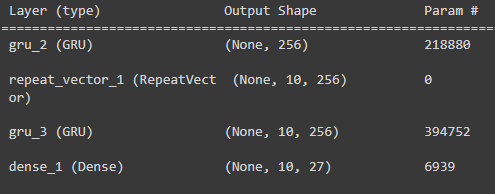 Layer (type) Output Shape Param #
=================================================================
gru_2 (GRU) (None, 256) 218880
repeat_vector_1 (RepeatVect (None, 10, 256) 0
or)
gru_3 (GRU) (None, 10, 256) 394752
dense_1 (Dense) (None, 10, 27) 6939